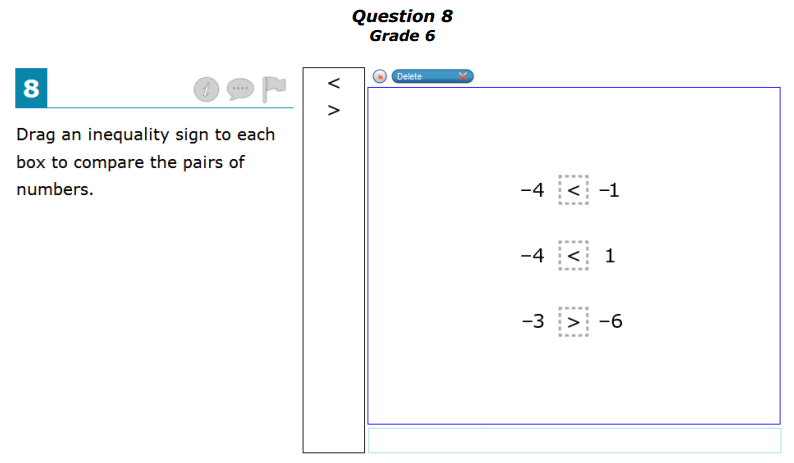 Question 8
Grade 6
8
Drag an inequality sign to each
box to compare the pairs of
numbers.
<
>
Delete
−4 < −1
−4 < 1
−3 > −6